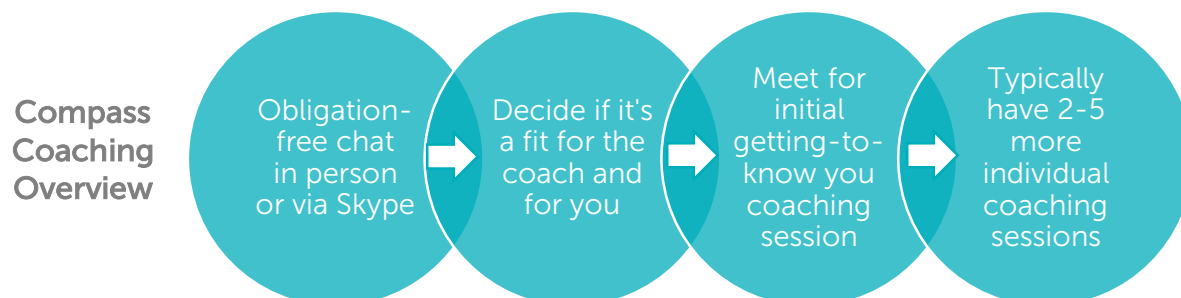 Compass
Coaching
Overview
Obligation-
free chat
in person
or via Skype
Decide if it's
a fit for the
coach and
for you
Meet for
initial
getting-to-
know you
coaching
session
Typically
have 2-5
more
individual
coaching
sessions